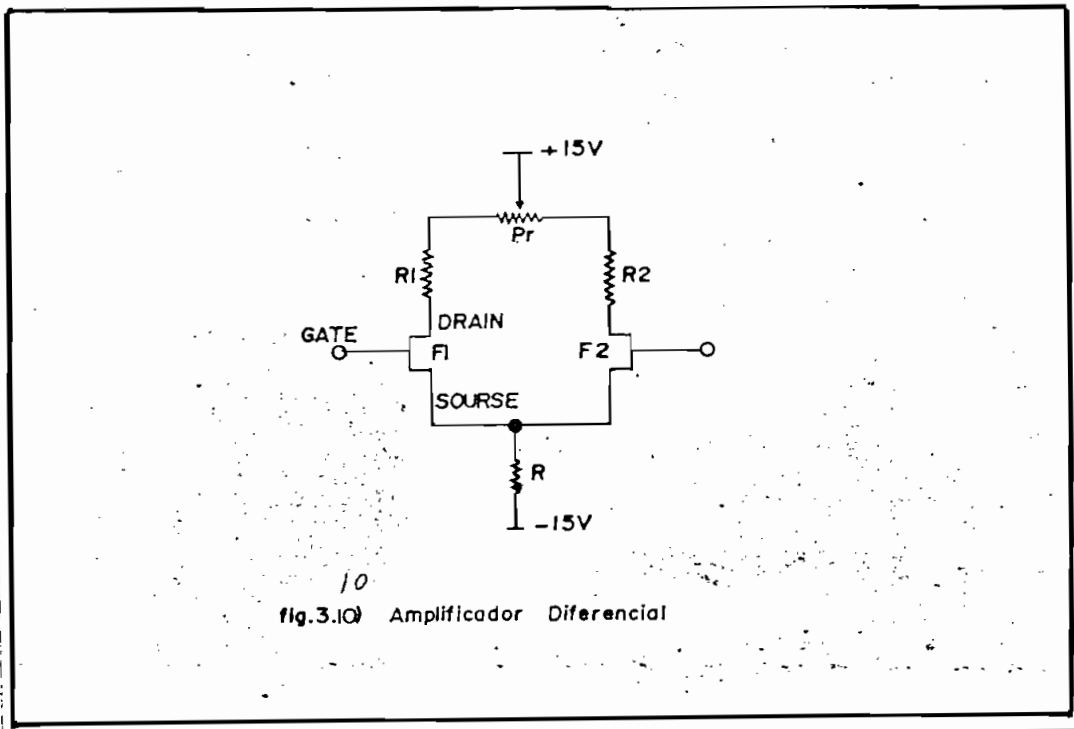 +15V
Pr
R1
R2
DRAIN
GATE
F1
F2
SOURSE
R
-15V
10
fig.3.10) Amplificador Diferencial